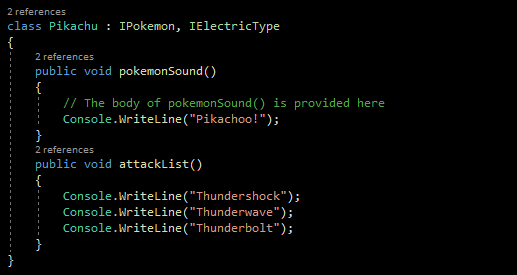 2 references
class Pikachu : IPokemon, IElectricType
{
2 references
public void pokemonSound()
{
// The body of pokemonSound() is provided here
Console.WriteLine("Pikachoo!");
}
2 references
public void attackList()
{
Console.WriteLine("Thundershock");
Console.WriteLine("Thunderwave");
Console.WriteLine("Thunderbolt");
}
}